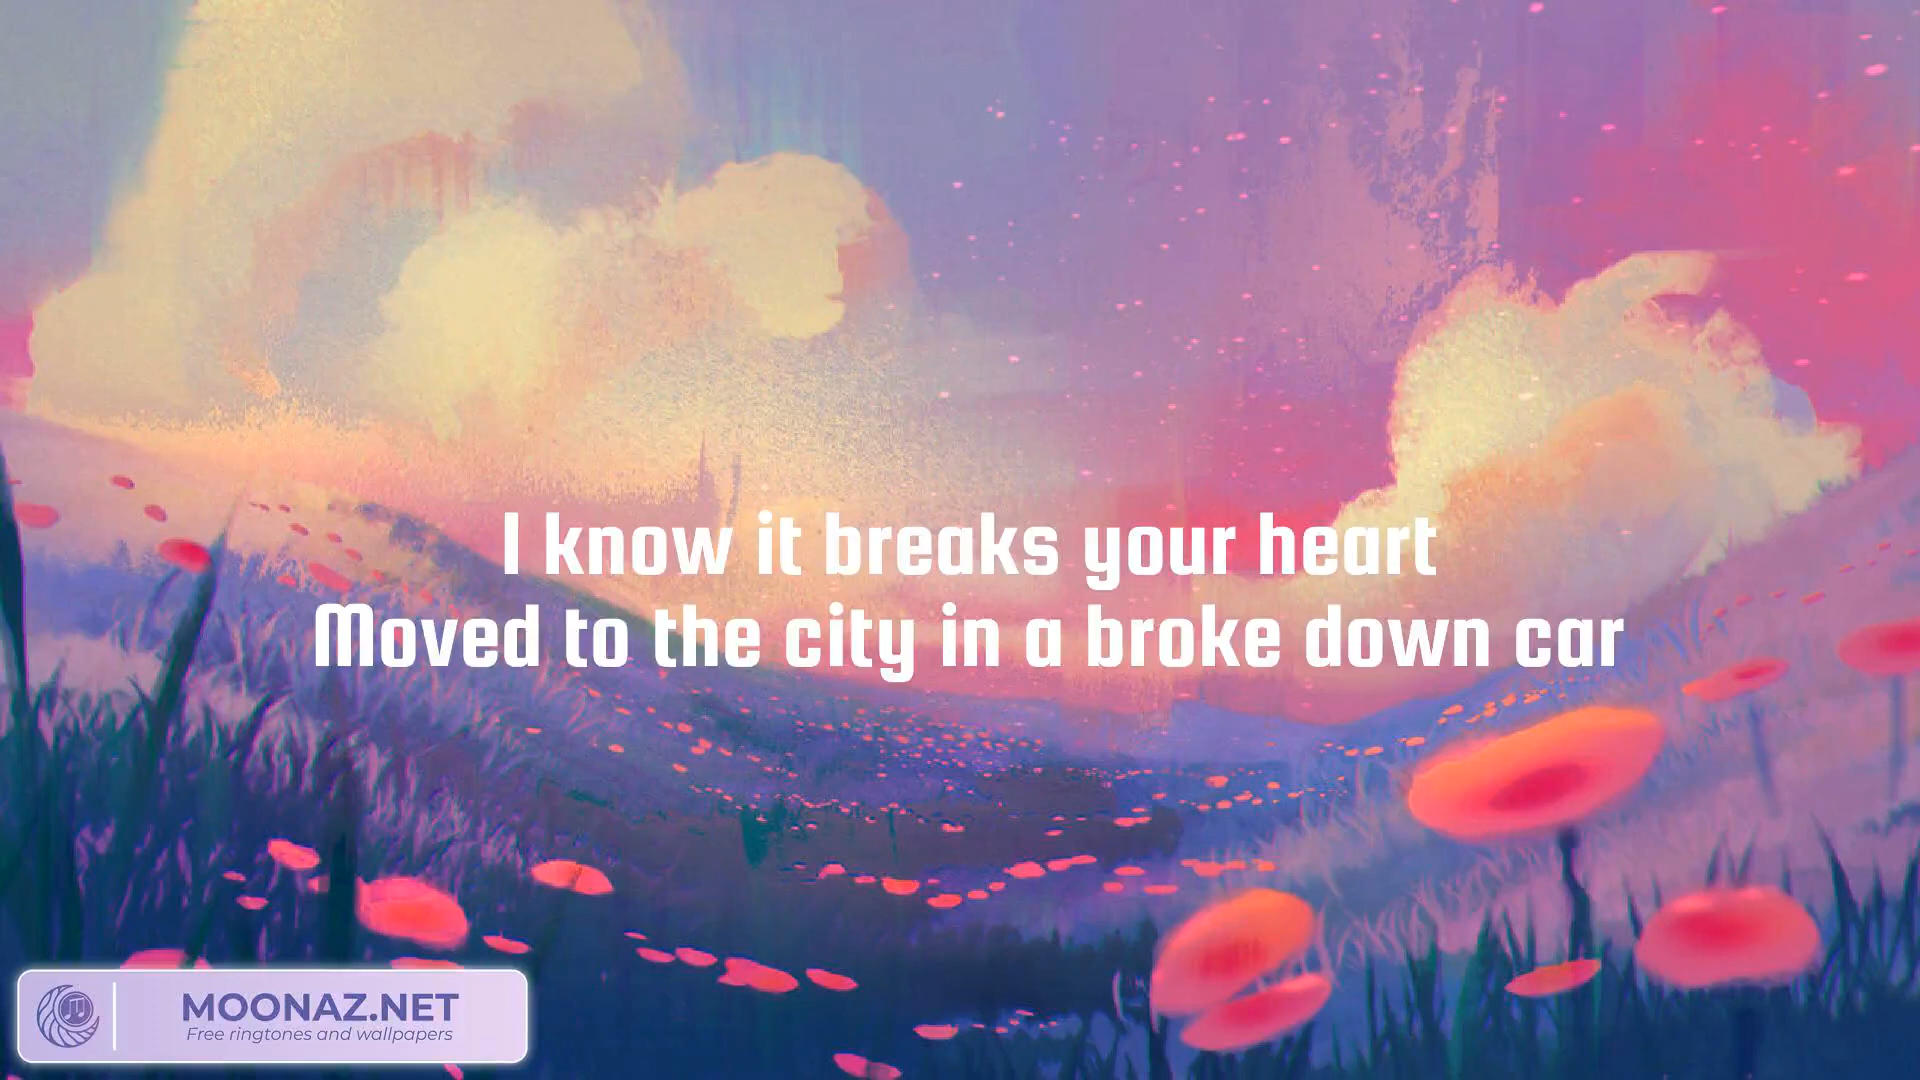 I know it breaks your heart
Moved to the city in a broke down car
MOONAZ.NET
Free ringtones and wallpapers